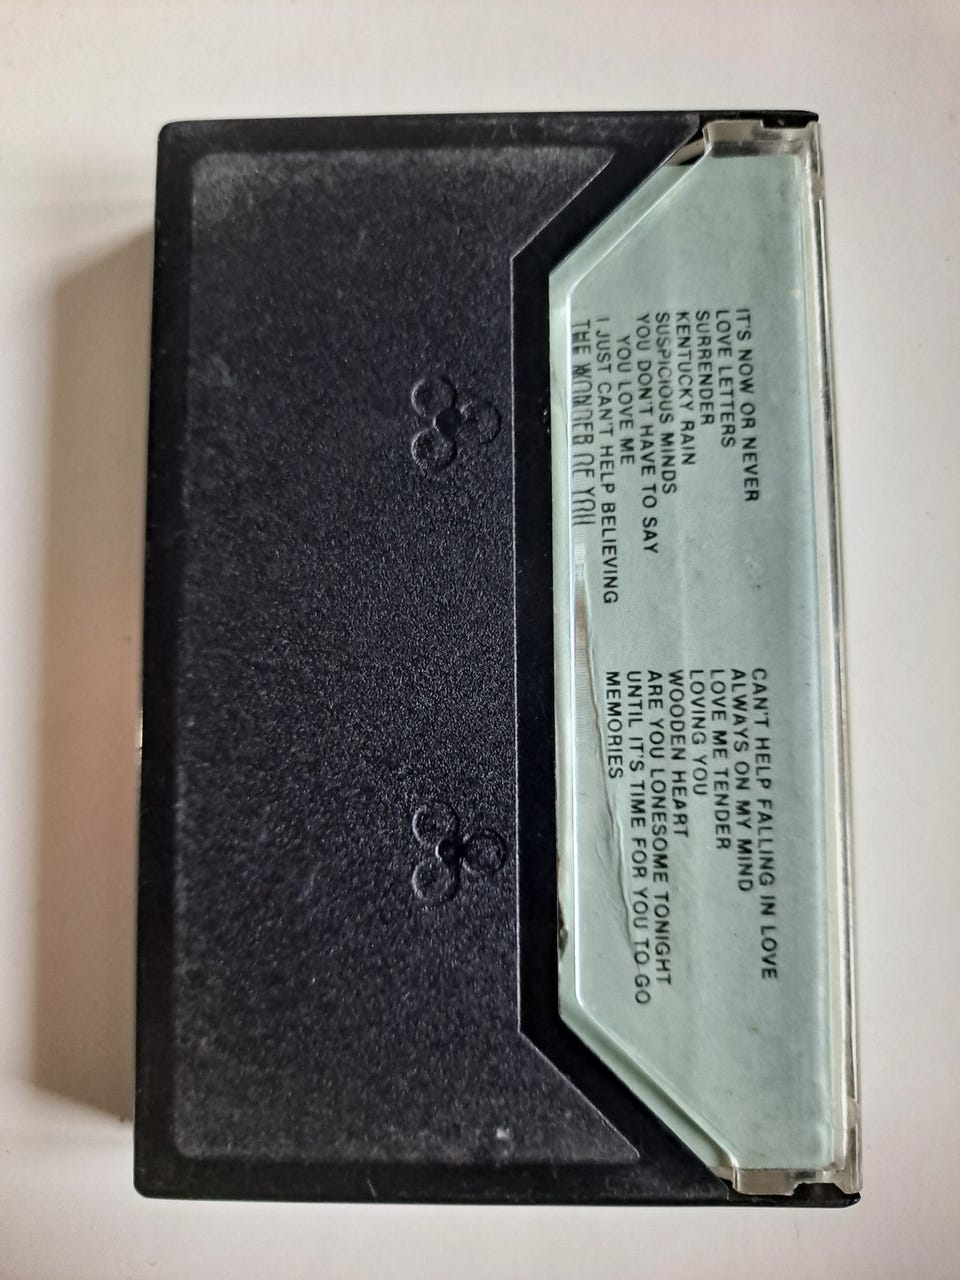 IT'S NOW OR NEVER
LOVE LETTERS
SURRENDER
KENTUCKY RAIN
SUSPICIOUS MINDS
YOU DON'T HAVE TO SAY
YOU LOVE ME
I JUST CAN'T HELP BELIEVING
THE WONDER OF YOU
CAN'T HELP FALLING IN LOVE
ALWAYS ON MY MIND
LOVE ME TENDER
LOVING YOU
WOODEN HEART
ARE YOU LONESOME TONIGHT
UNTIL IT'S TIME FOR YOU TO GO
MEMORIES